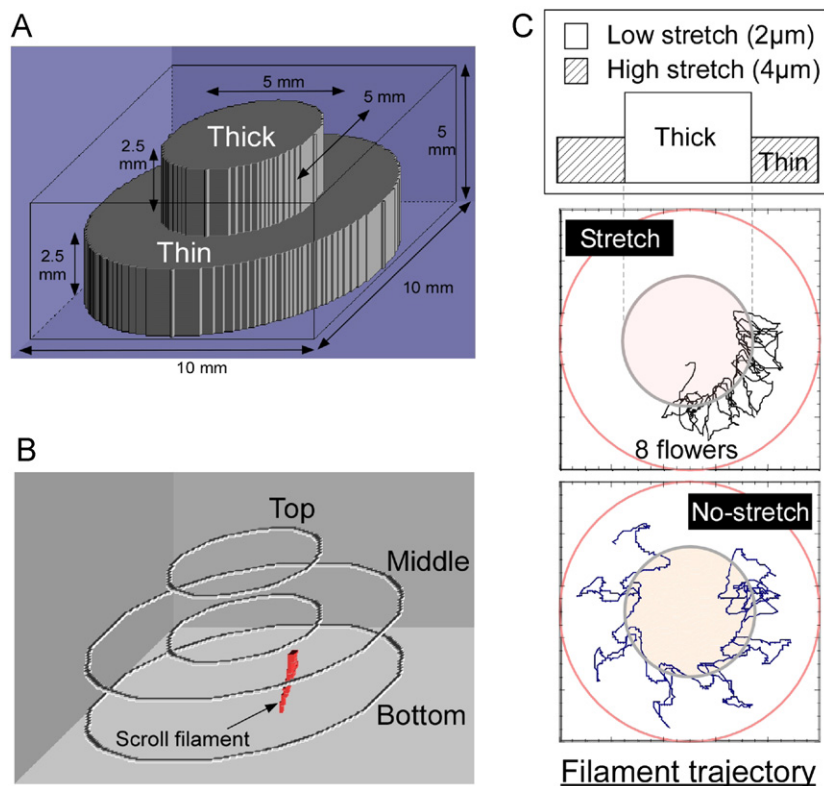 A
5 mm
5 mm
Thick
2.5
mm
5
mm
Thin
2.5
mm
10 mm
10 mm
B
Top
Middle
Bottom
Scroll filament
C
Low stretch (2µm)
High stretch (4µm)
Thick
Thin
Stretch
8 flowers
No-stretch
Filament trajectory